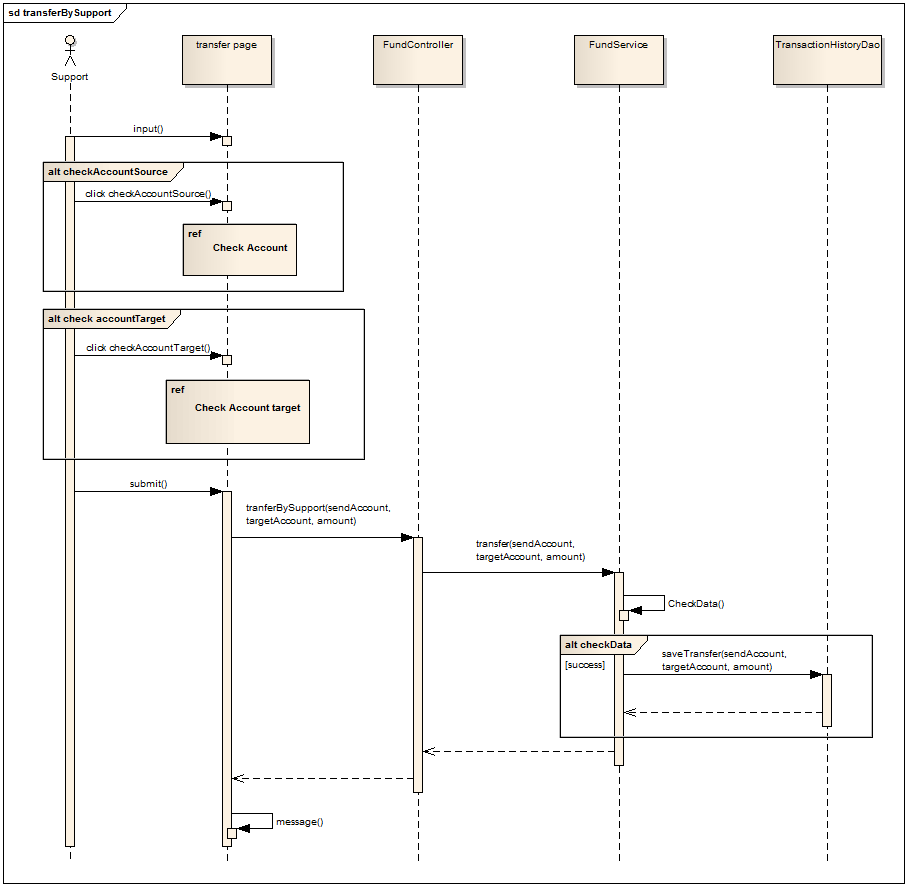 sd transferBySupport
Support
transfer page
FundController
FundService
TransactionHistoryDao
input()
alt checkAccountSource
click checkAccountSource()
ref
Check Account
alt check accountTarget
click checkAccountTarget()
ref
Check Account target
submit()
tranferBySupport(sendAccount,
targetAccount, amount)
transfer(sendAccount,
targetAccount, amount)
CheckData()
alt checkData
[success]
saveTransfer(sendAccount,
targetAccount, amount)
message()